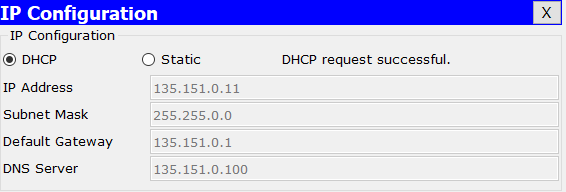 IP Configuration X
IP Configuration
DHCP Static DHCP request successful.
IP Address 135.151.0.11
Subnet Mask 255.255.0.0
Default Gateway 135.151.0.1
DNS Server 135.151.0.100